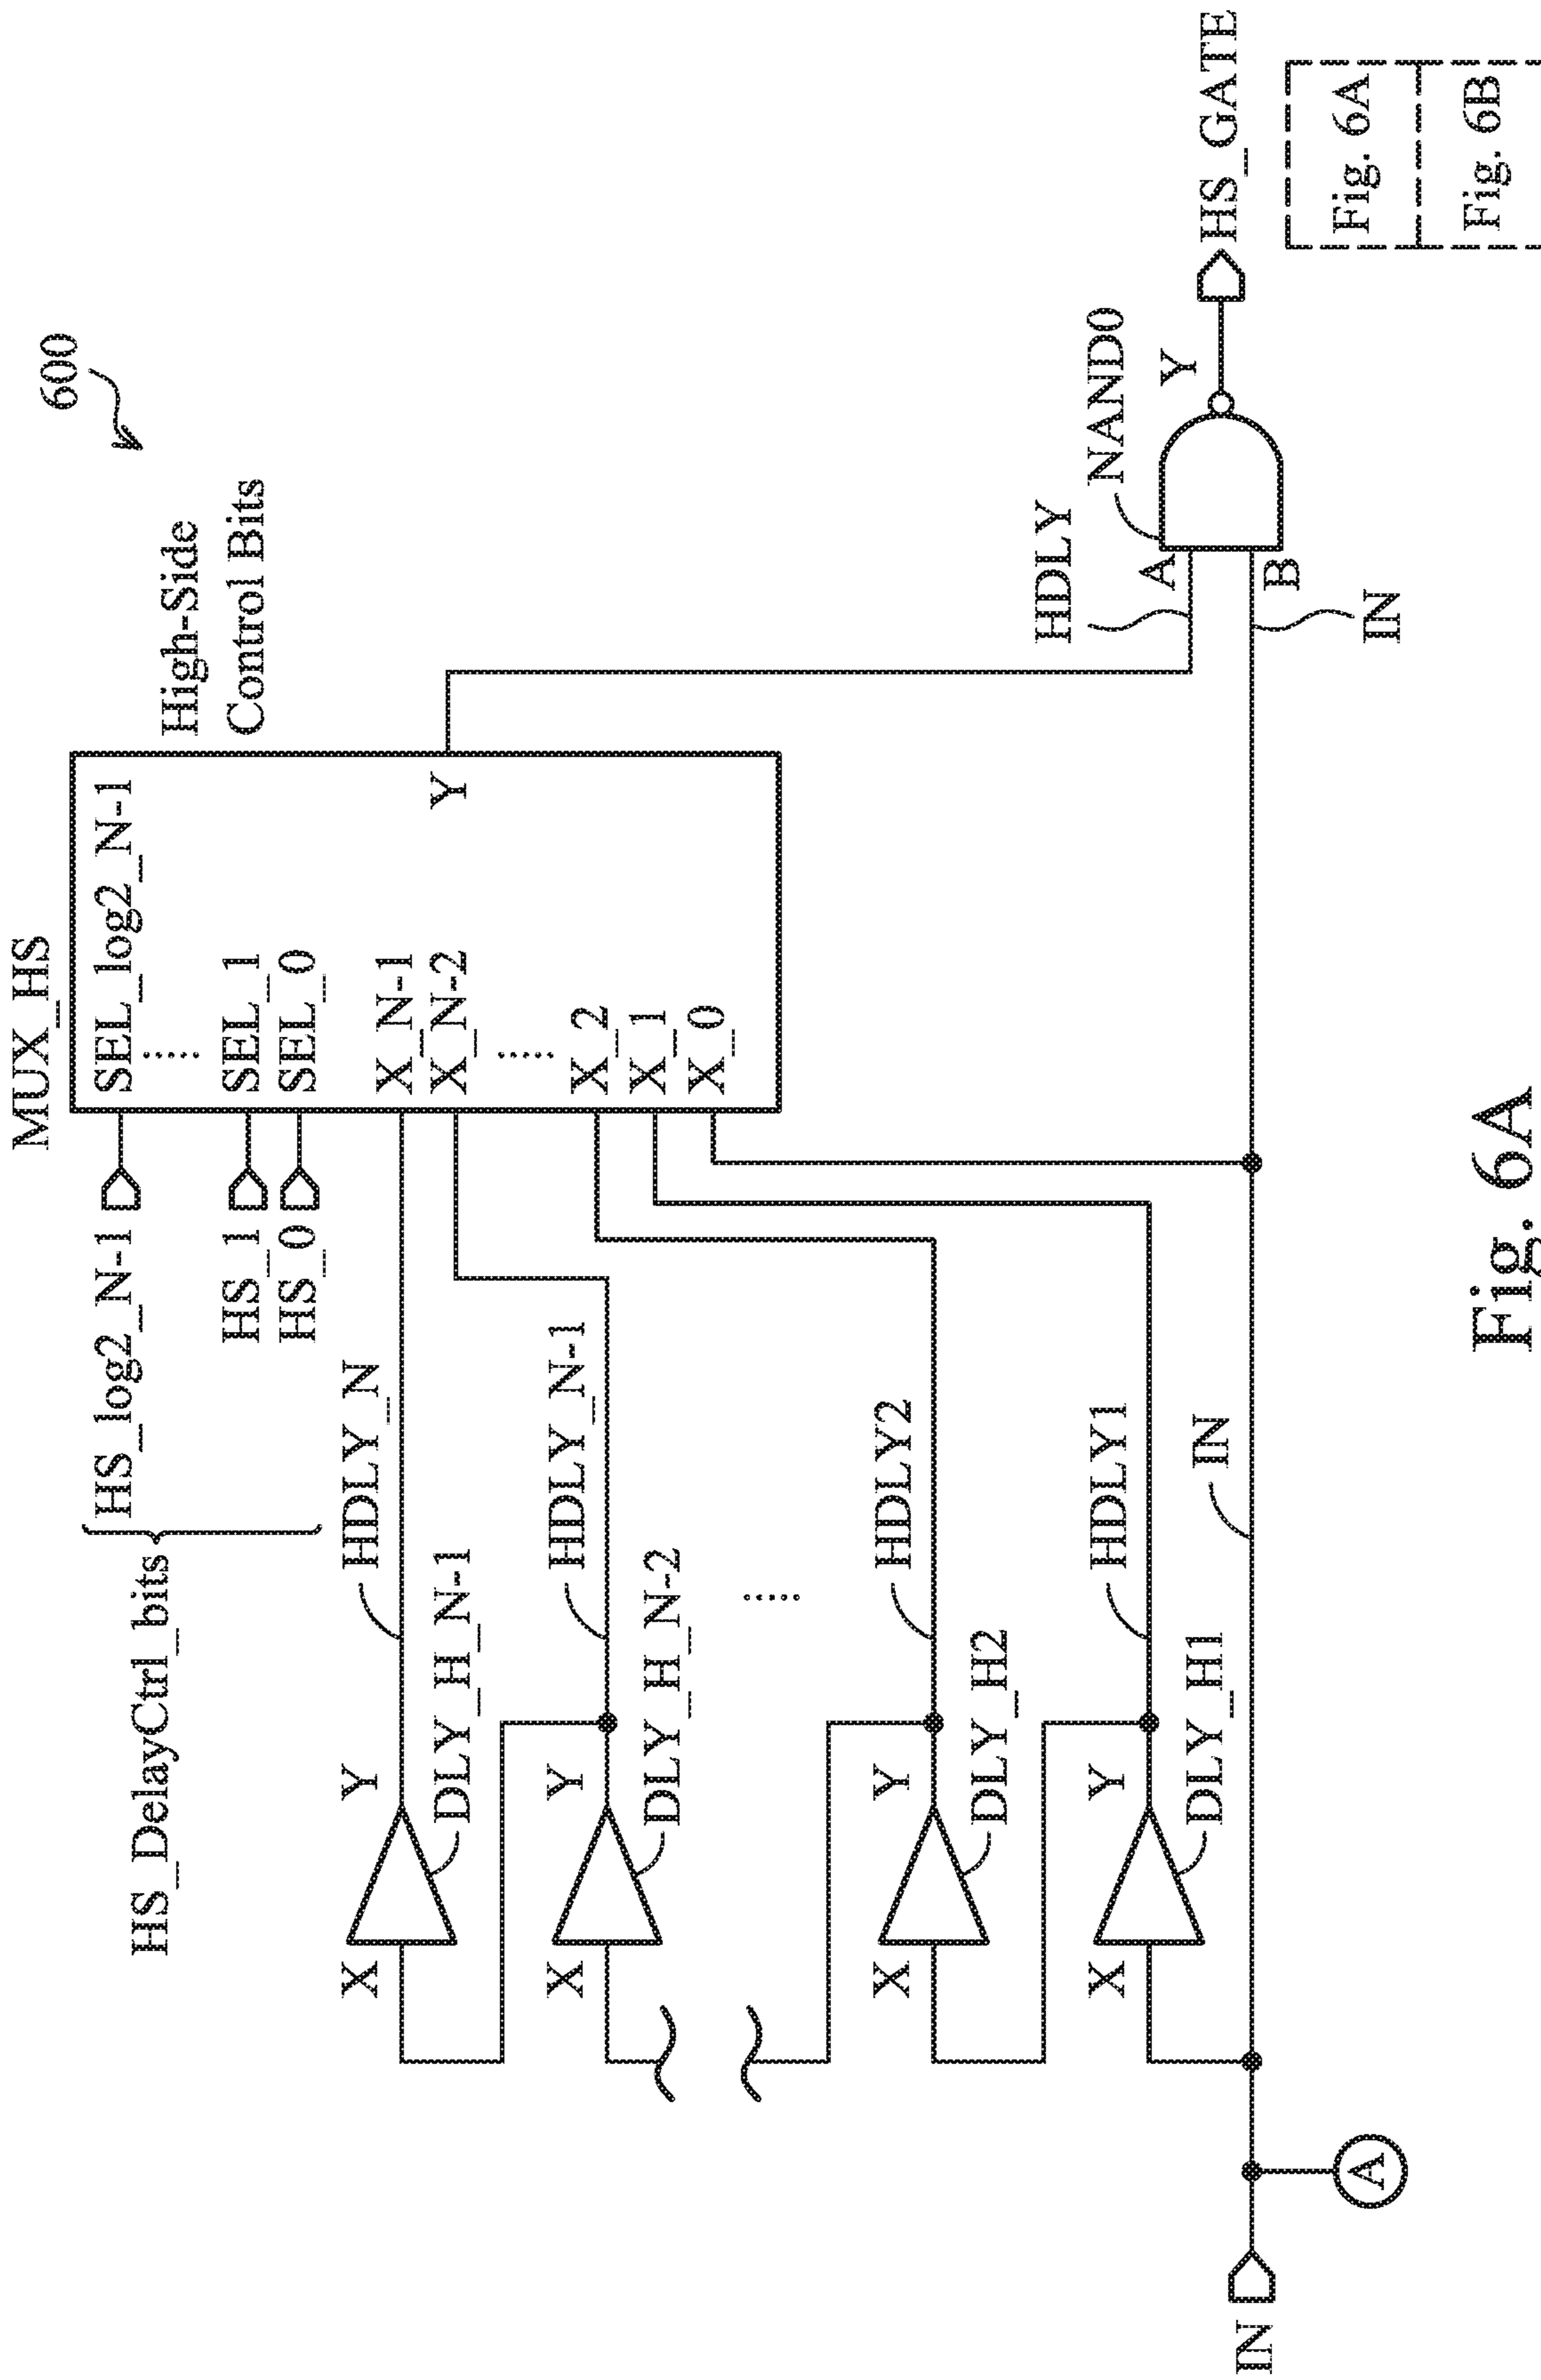 600
MUX_HS
High-Side
Control Bits
HS_DelayCtrl_bits
HS_log2_N-1
SEL_log2_N-1
.....
HS_1
SEL_1
HS_0
SEL_0
X
Y
HDLY_N
X_N-1
DLY_H_N-1
X_N-2
Y
.....
X
Y
HDLY_N-1
DLY_H_N-2
X_2
X_1
X_0
.....
X
Y
HDLY2
DLY_H2
HDLY
X
Y
HDLY1
DLY_H1
NAND0
A
Y
HS_GATE
IN
IN
B
IN
A
Fig. 6A
Fig. 6B
Fig. 6A